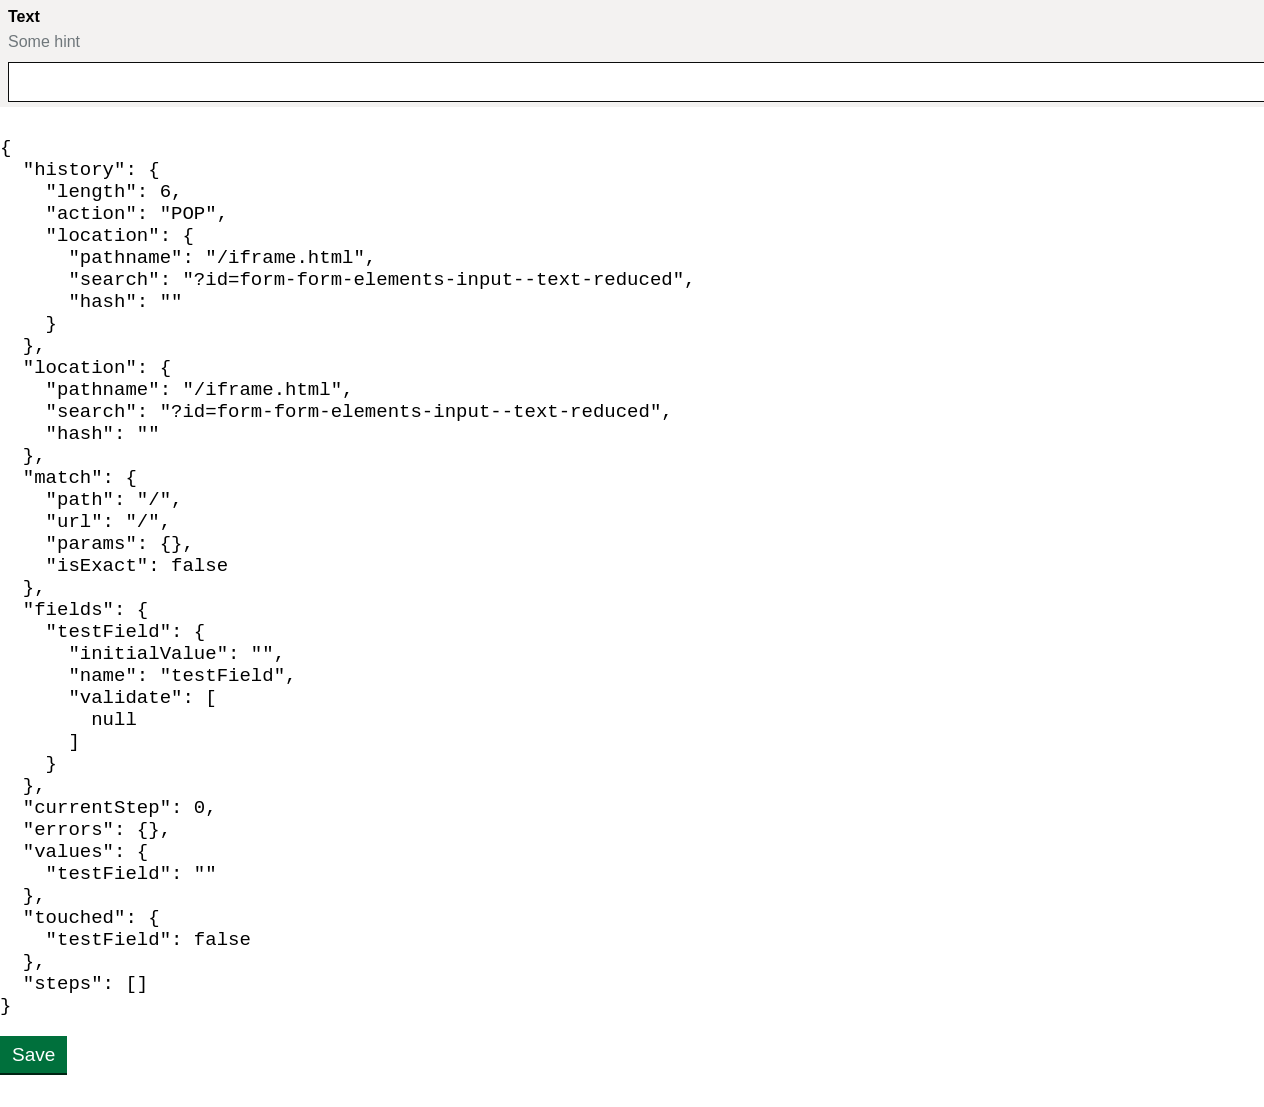 Text
Some hint
{
  "history": {
    "length": 6,
    "action": "POP",
    "location": {
      "pathname": "/iframe.html",
      "search": "?id=form-form-elements-input--text-reduced",
      "hash": ""
    }
  },
  "location": {
    "pathname": "/iframe.html",
    "search": "?id=form-form-elements-input--text-reduced",
    "hash": ""
  },
  "match": {
    "path": "/",
    "url": "/",
    "params": {},
    "isExact": false
  },
  "fields": {
    "testField": {
      "initialValue": "",
      "name": "testField",
      "validate": [
        null
      ]
    }
  },
  "currentStep": 0,
  "errors": {},
  "values": {
    "testField": ""
  },
  "touched": {
    "testField": false
  },
  "steps": []
}
Save